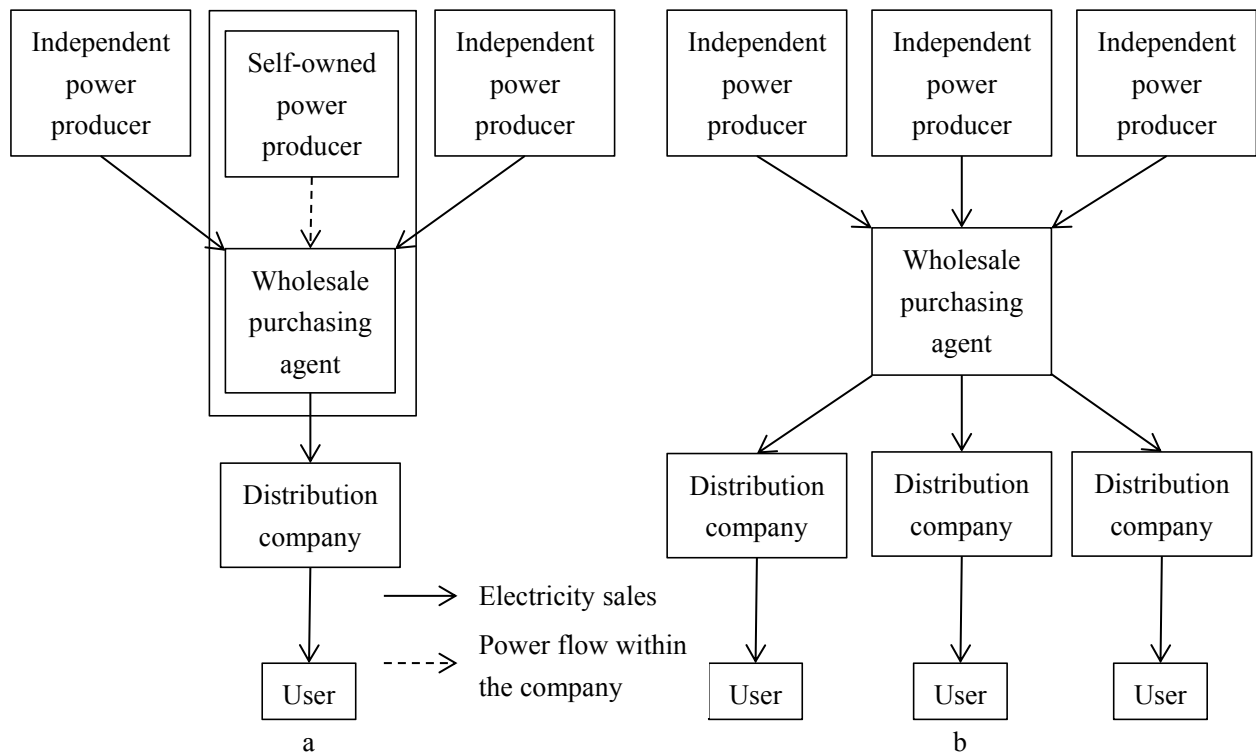 Independent
power
producer
Self-owned
power
producer
Independent
power
producer
Wholesale
purchasing
agent
Distribution
company
User
a
Electricity sales
Power flow within
the company
Independent
power
producer
Independent
power
producer
Independent
power
producer
Wholesale
purchasing
agent
Distribution
company
Distribution
company
Distribution
company
User
User
User
b